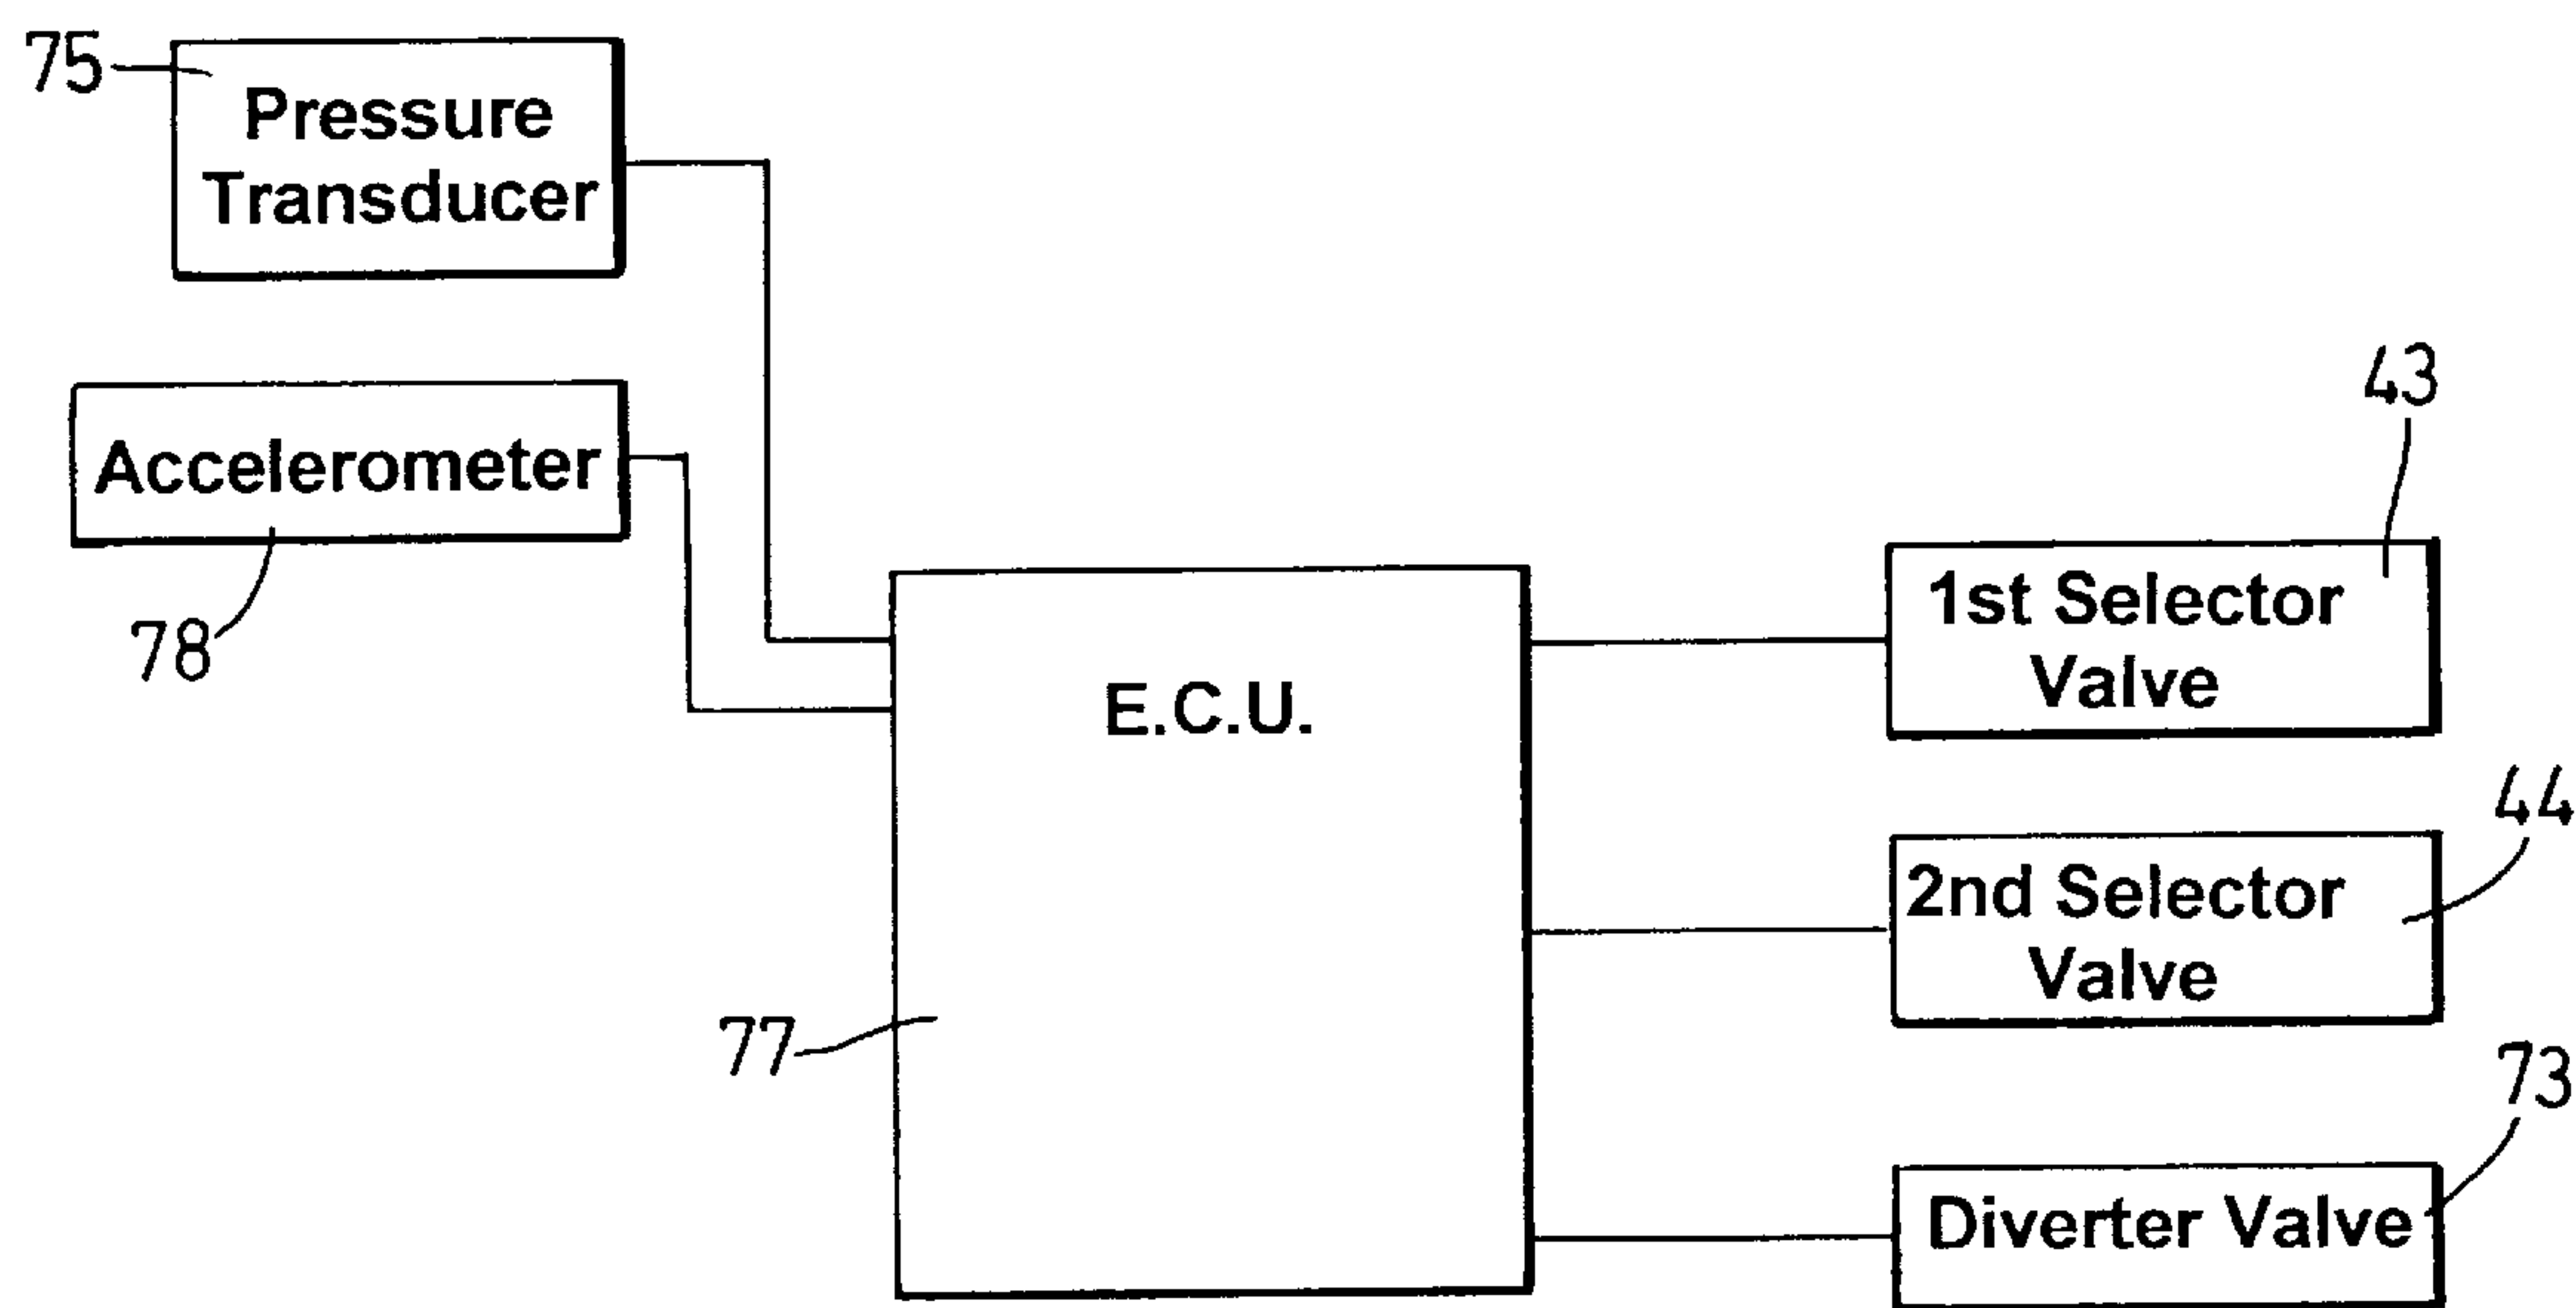 75
Pressure
Transducer
Accelerometer
78
E.C.U.
77
43
1st Selector
Valve
44
2nd Selector
Valve
73
Diverter Valve